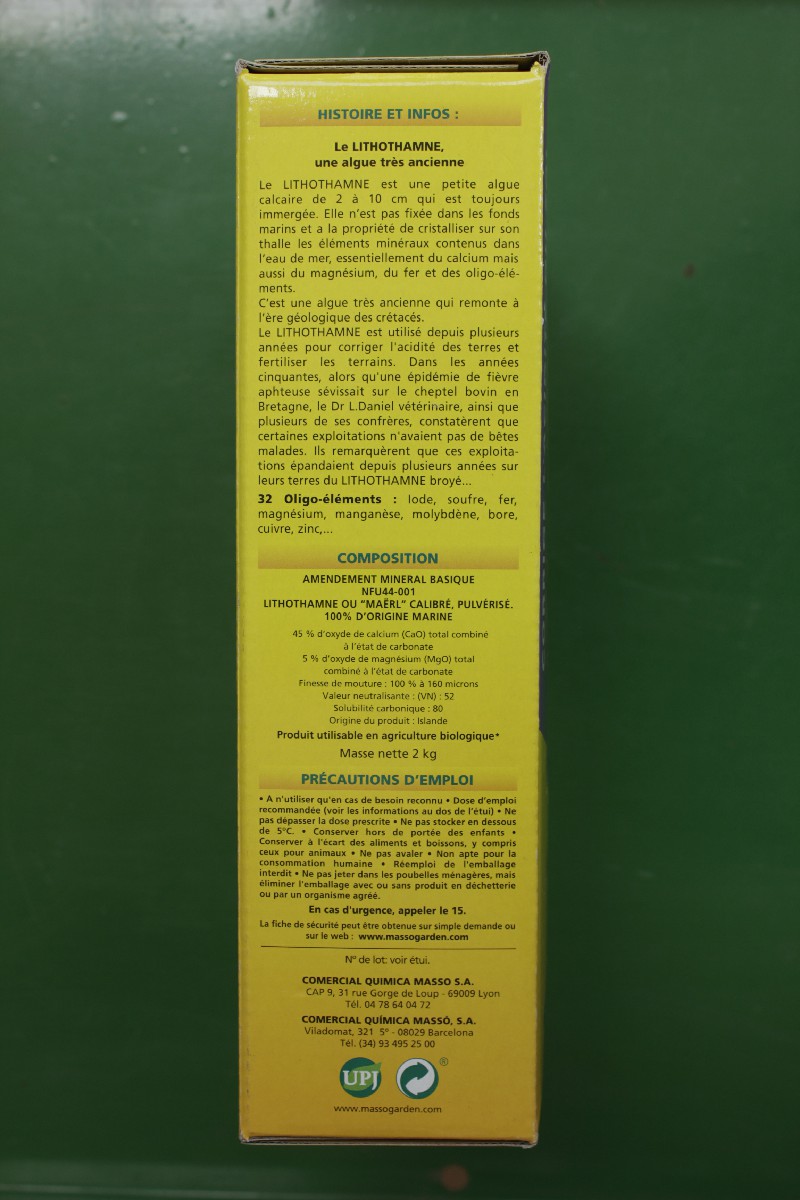 HISTOIRE ET INFOS :
Le LITHOTHAMNE,
une algue très ancienne
Le LITHOTHAMNE est une petite algue
calcaire de 2 à 10 cm qui est toujours
immergée. Elle n'est pas fixée dans les fonds
marins et a la propriété de cristalliser sur son
thalle les éléments minéraux contenus dans
l'eau de mer, essentiellement du calcium mais
aussi du magnésium, du fer et des oligo-élé-
ments.
C'est une algue très ancienne qui remonte à
l'ère géologique des crétacés.
Le LITHOTHAMNE est utilisé depuis plusieurs
années pour corriger l'acidité des terres et
fertiliser les terrains. Dans les années
cinquantes, alors qu'une épidémie de fièvre
aphteuse sévissait sur le cheptel bovin en
Bretagne, le Dr L.Daniel vétérinaire, ainsi que
plusieurs de ses confrères, constatèrent que
certaines exploitations n'avaient pas de bêtes
malades. Ils remarquèrent que ces exploita-
tions épandaient depuis plusieurs années sur
leurs terres du LITHOTHAMNE broyé...
32 Oligo-éléments : Iode, soufre, fer,
magnésium, manganèse, molybdène, bore,
cuivre, zinc,...
COMPOSITION
AMENDEMENT MINERAL BASIQUE
NFU44-001
LITHOTHAMNE OU "MAËRL" CALIBRÉ, PULVÉRISÉ.
100% D'ORIGINE MARINE
45 % d'oxyde de calcium (CaO) total combiné
à l'état de carbonate
5 % d'oxyde de magnésium (MgO) total
combiné à l'état de carbonate
Finesse de mouture : 100 % à 160 microns
Valeur neutralisante : (VN) : 52
Solubilité carbonique : 80
Origine du produit : Islande
Produit utilisable en agriculture biologique*
Masse nette 2 kg
PRÉCAUTIONS D'EMPLOI
• A n'utiliser qu'en cas de besoin reconnu • Dose d'emploi
recommandée (voir les informations au dos de l'étui) • Ne
pas dépasser la dose prescrite • Ne pas stocker en dessous
de 5°C. • Conserver hors de portée des enfants •
Conserver à l'écart des aliments et boissons, y compris
ceux pour animaux • Ne pas avaler • Non apte pour la
consommation humaine • Réemploi de l'emballage
interdit • Ne pas jeter dans les poubelles ménagères, mais
éliminer l'emballage avec ou sans produit en déchetterie
ou par un organisme agréé.
En cas d'urgence, appeler le 15.
La fiche de sécurité peut être obtenue sur simple demande ou
sur le web : www.massogarden.com
N° de lot: voir étui.
COMERCIAL QUIMICA MASSO S.A.
CAP 9, 31 rue Gorge de Loup - 69009 Lyon
Tél. 04 78 64 04 72
COMERCIAL QUÍMICA MASSÓ, S.A.
Viladomat, 321 5° - 08029 Barcelona
Tél. (34) 93 495 25 00
UPJ ®
www.massogarden.com